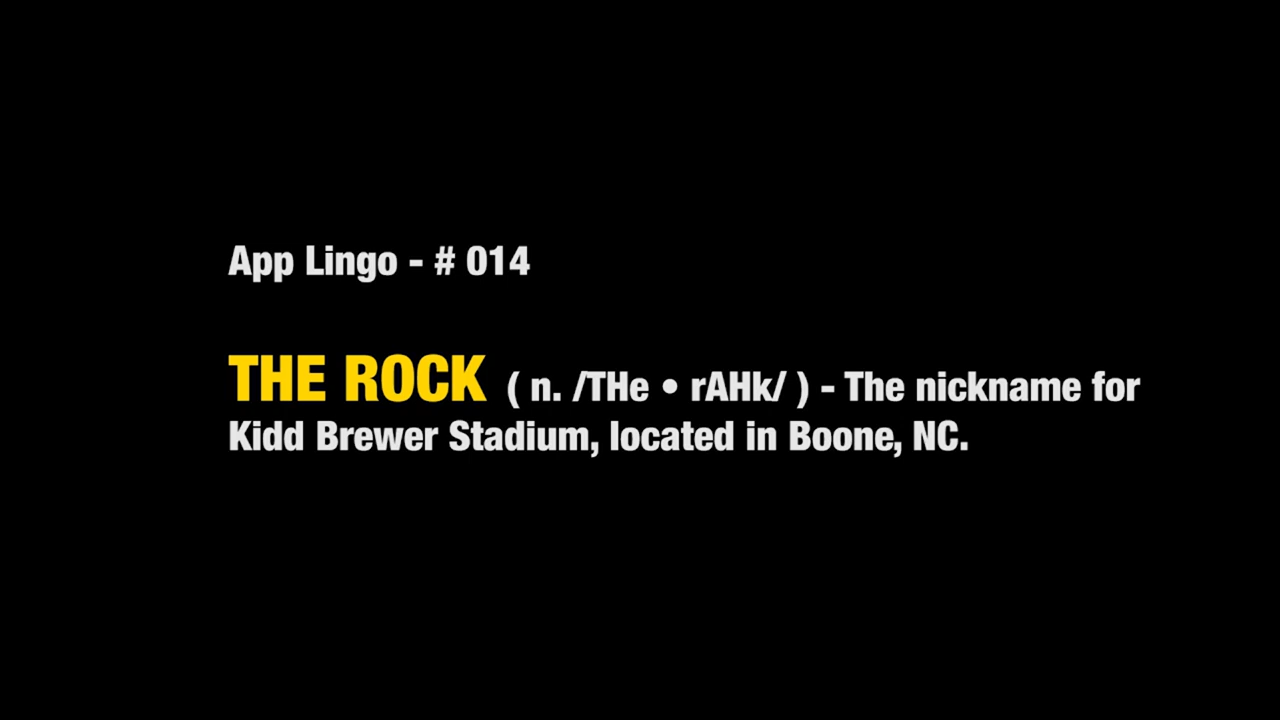 App Lingo - # 014
THE ROCK ( n. /THe • rAHk/ ) - The nickname for
Kidd Brewer Stadium, located in Boone, NC.